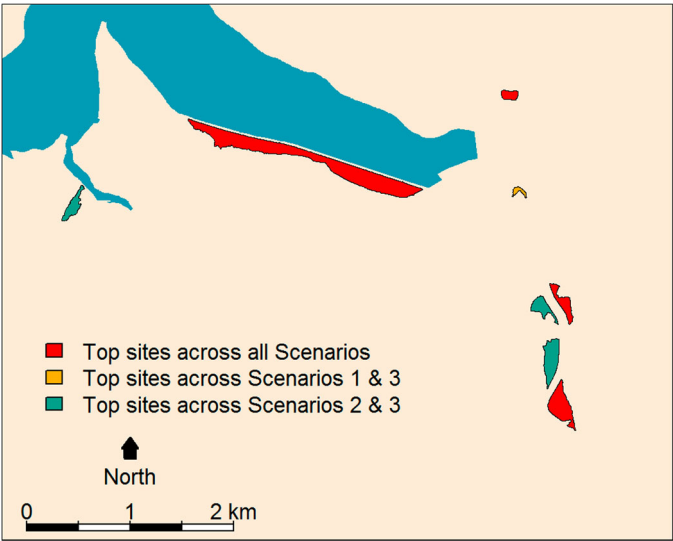 Top sites across all Scenarios
Top sites across Scenarios 1 & 3
Top sites across Scenarios 2 & 3
North
0 1 2 km